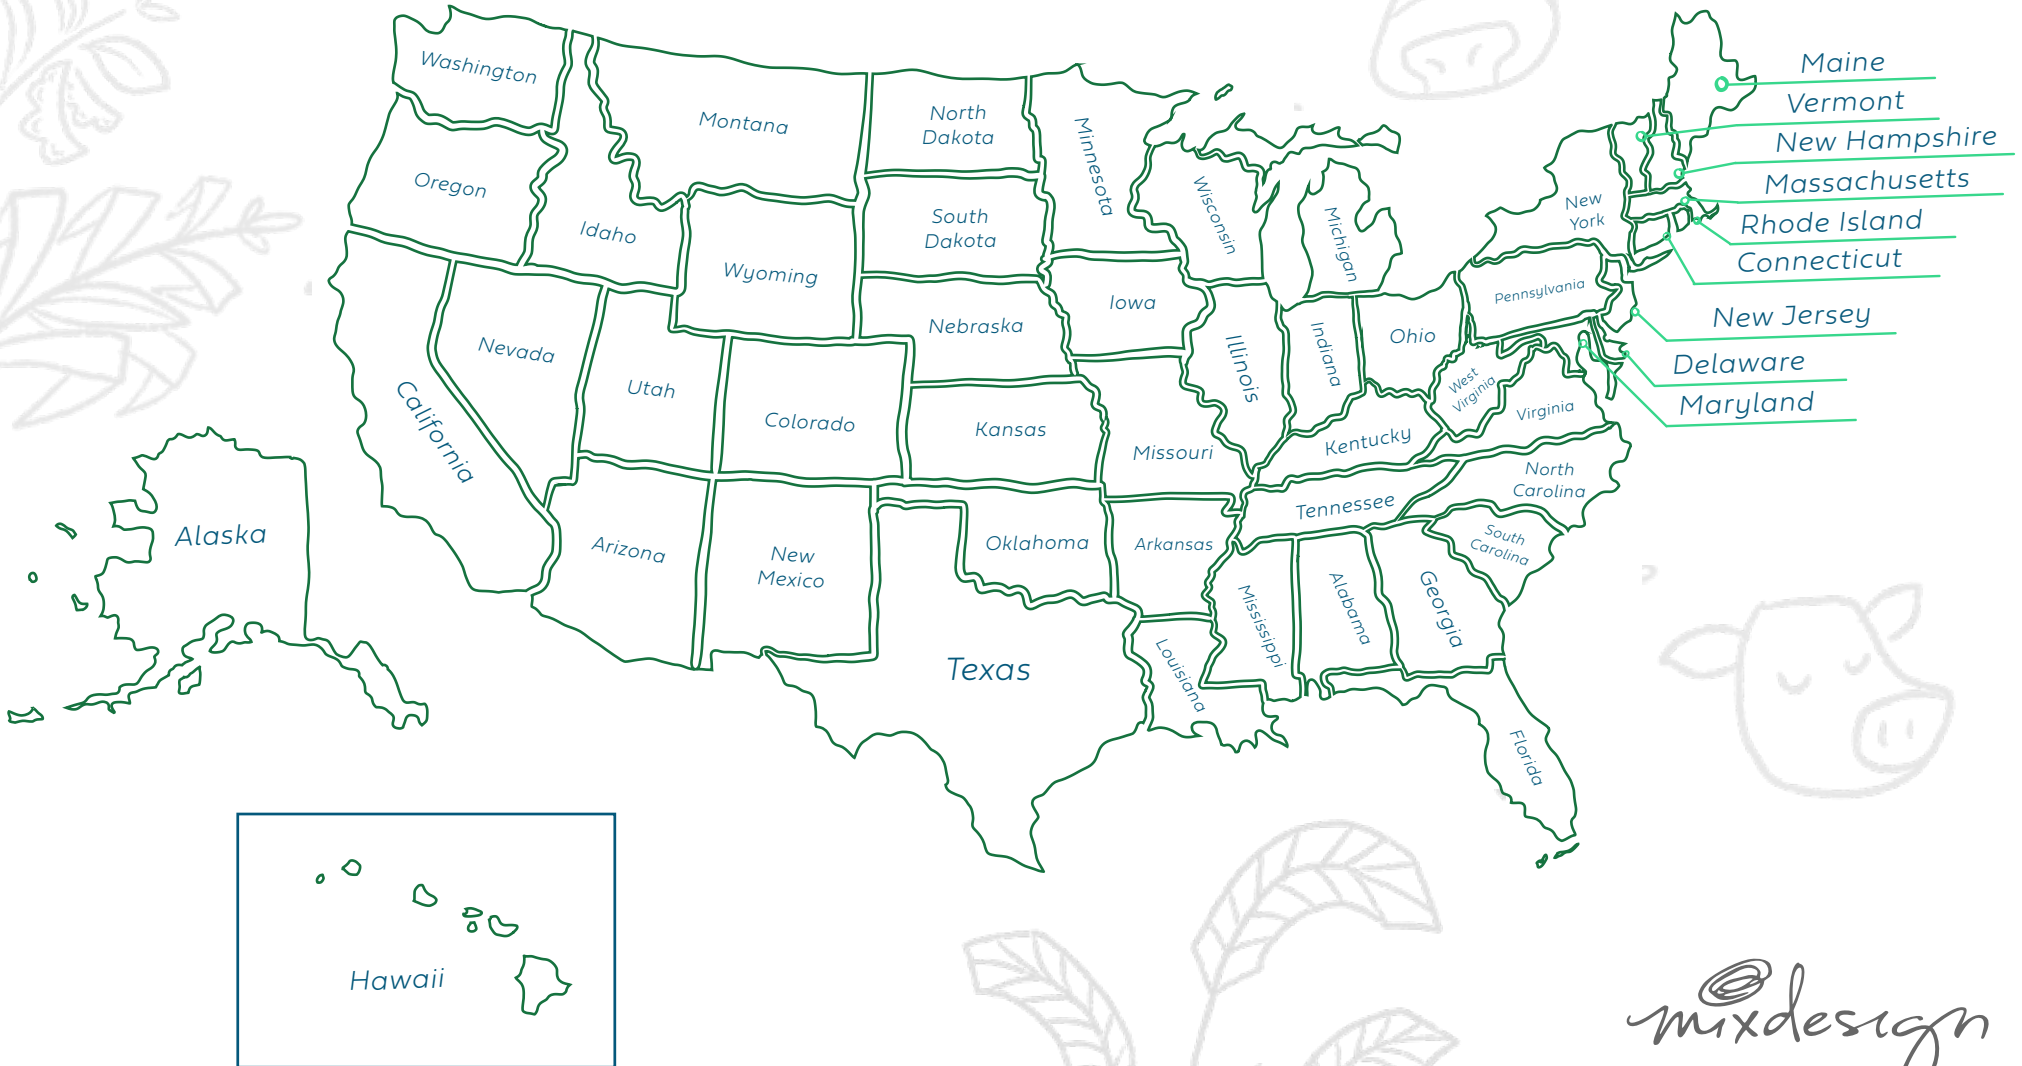 Washington
Montana
North
Dakota
Minnesota
Maine
Vermont
New Hampshire
Massachusetts
Rhode Island
Connecticut
New Jersey
Delaware
Maryland
Oregon
Idaho
Wyoming
South
Dakota
Wisconsin
Michigan
New
York
Pennsylvania
Iowa
Nebraska
Illinois
Indiana
Ohio
West
Virginia
Virginia
California
Nevada
Utah
Colorado
Kansas
Missouri
Kentucky
North
Carolina
Tennessee
South
Carolina
Alaska
Arizona
New
Mexico
Oklahoma
Arkansas
Mississippi
Alabama
Georgia
Texas
Louisiana
Florida
Hawaii
mixdesign